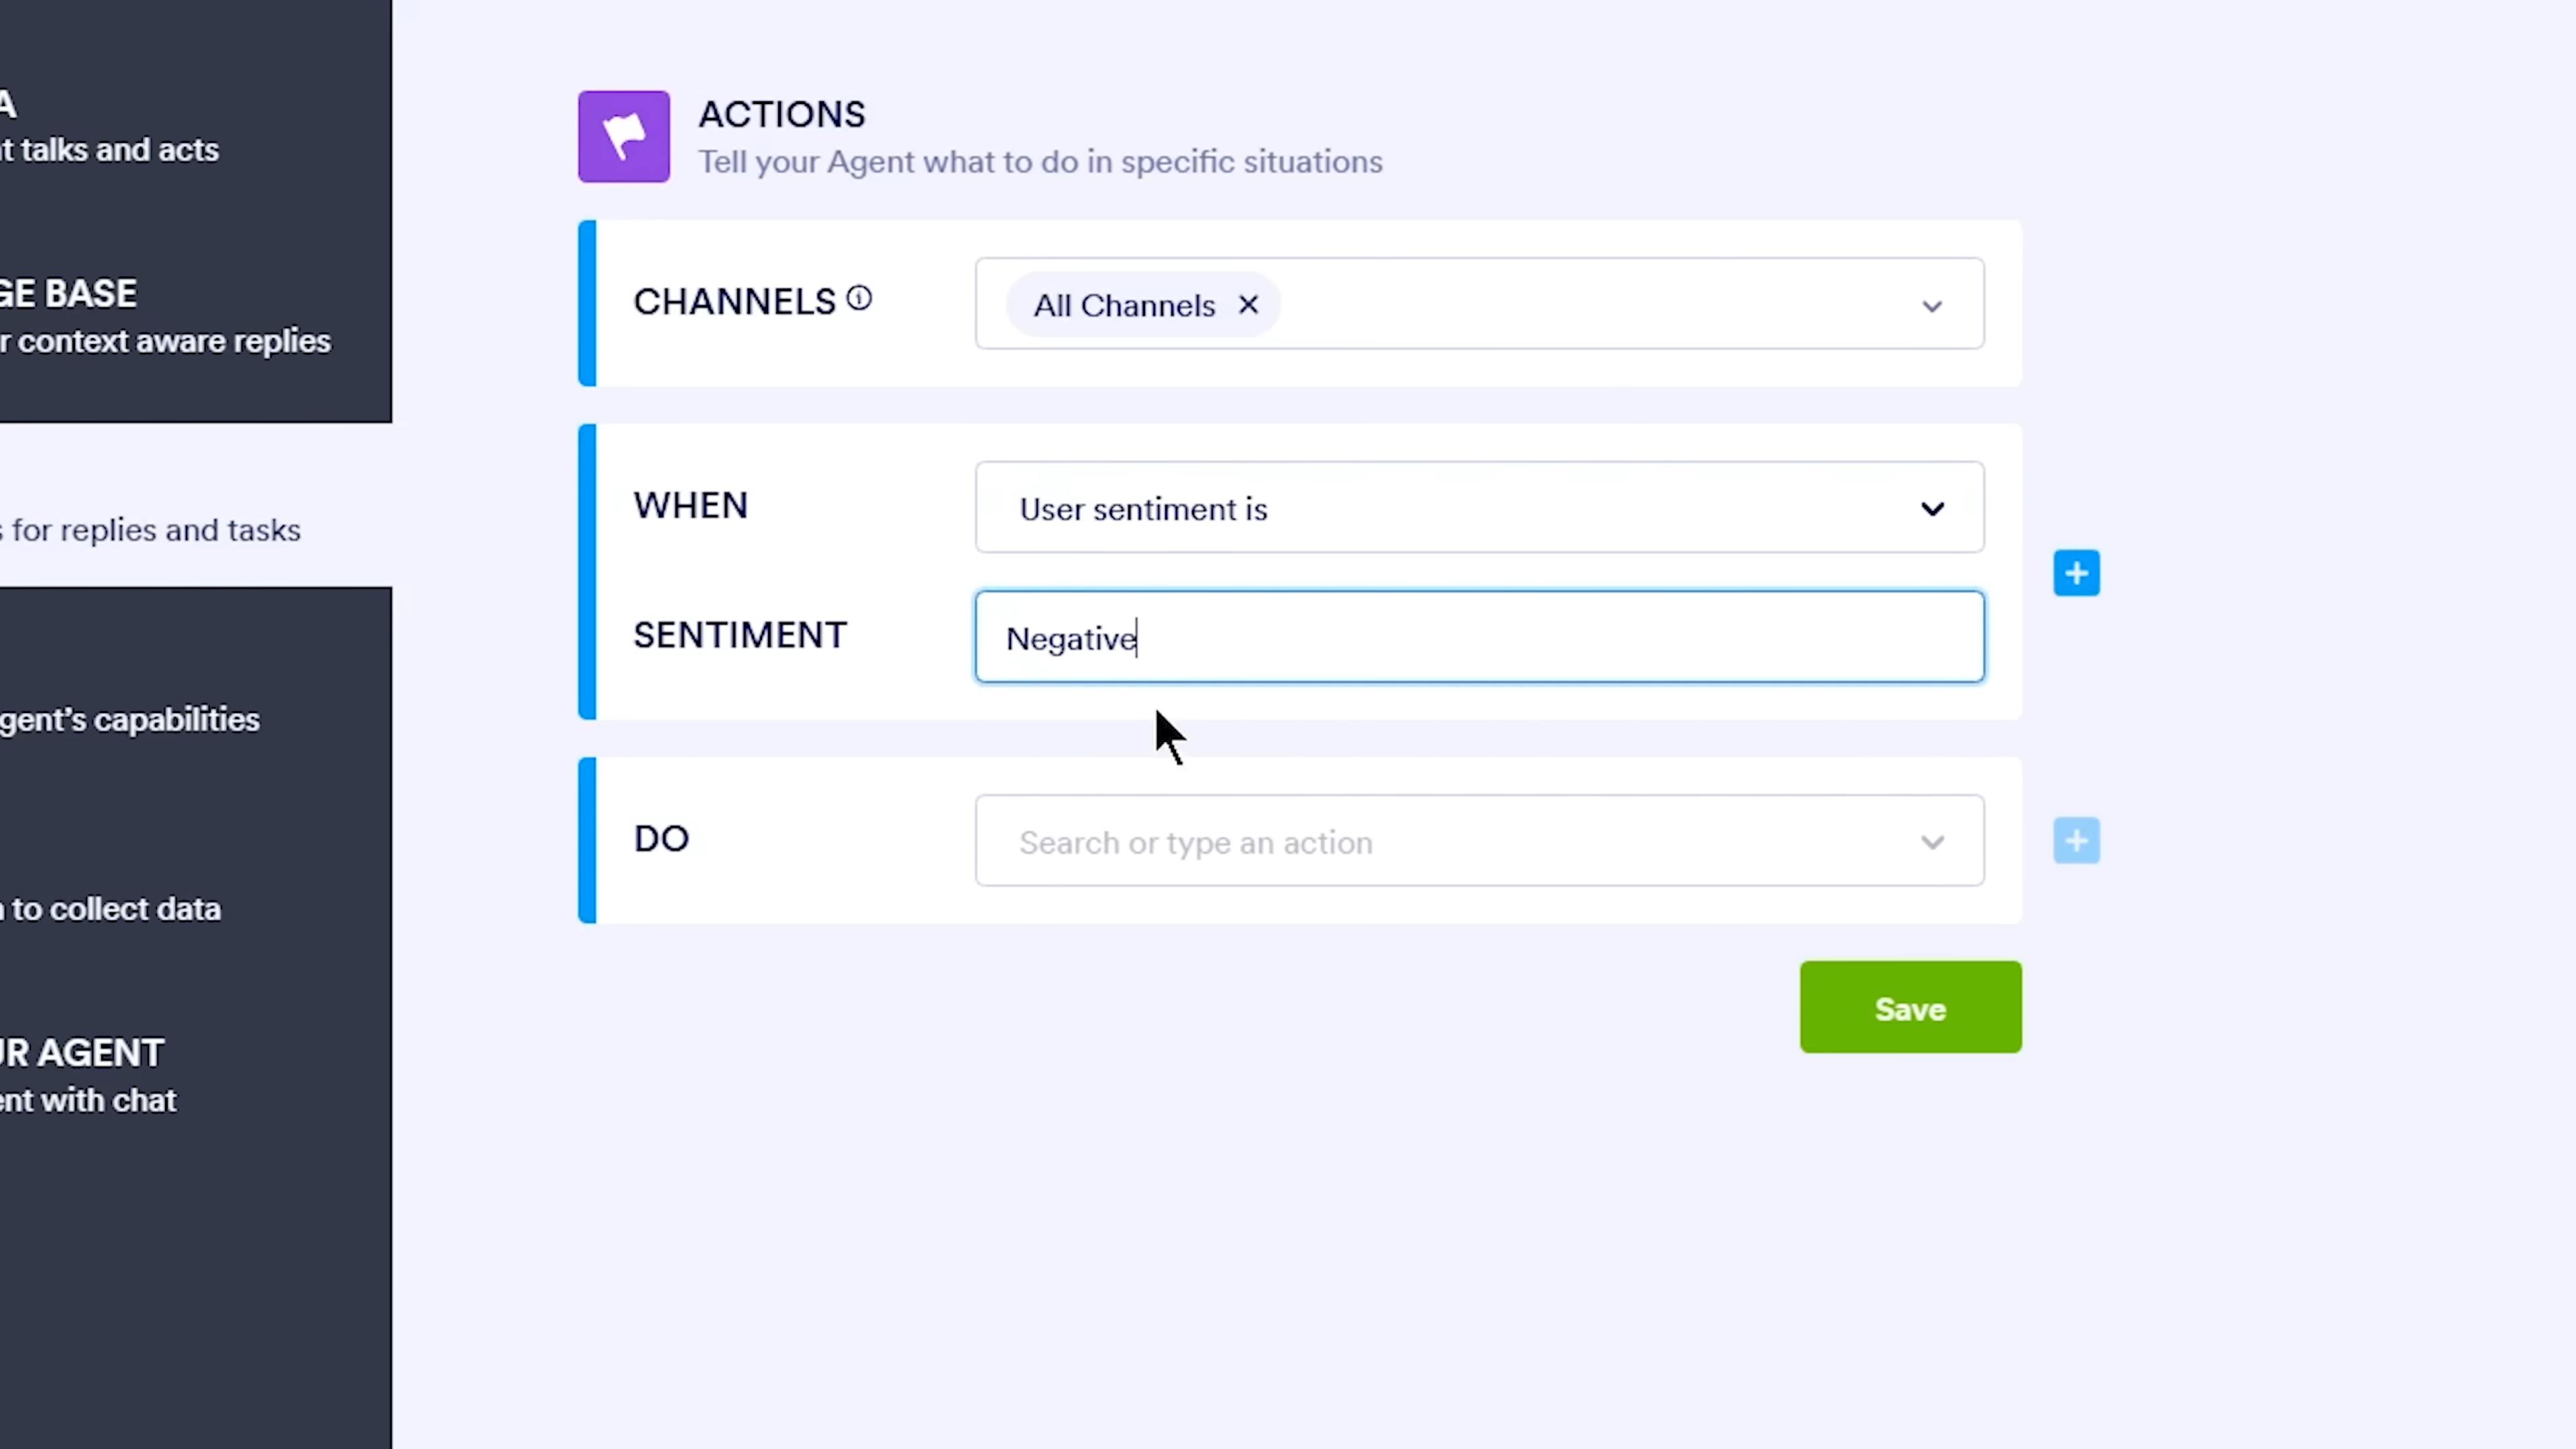 t talks and acts
GE BASE
r context aware replies
s for replies and tasks
gent's capabilities
to collect data
UR AGENT
ent with chat
ACTIONS
Tell your Agent what to do in specific situations
CHANNELS
All Channels
WHEN
User sentiment is
SENTIMENT
Negative
DO
Search or type an action
Save